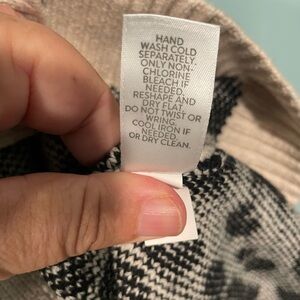 HAND
WASH COLD
SEPARATELY.
ONLY NON-
CHLORINE
BLEACH IF
NEEDED.
RESHAPE AND
DRY FLAT.
DO NOT TWIST OR
WRING.
COOL IRON IF
NEEDED
OR DRY CLEAN.